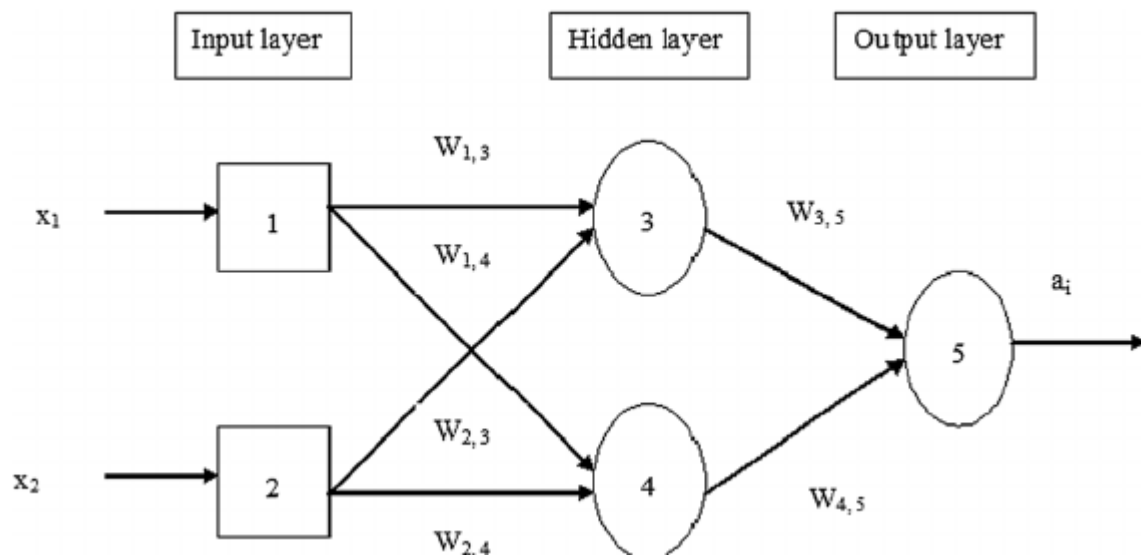 Input layer
Hidden layer
Output layer
W1,3
x1
1
3
W3,5
W1,4
ai
5
W2,3
x2
2
4
W4,5
W2,4